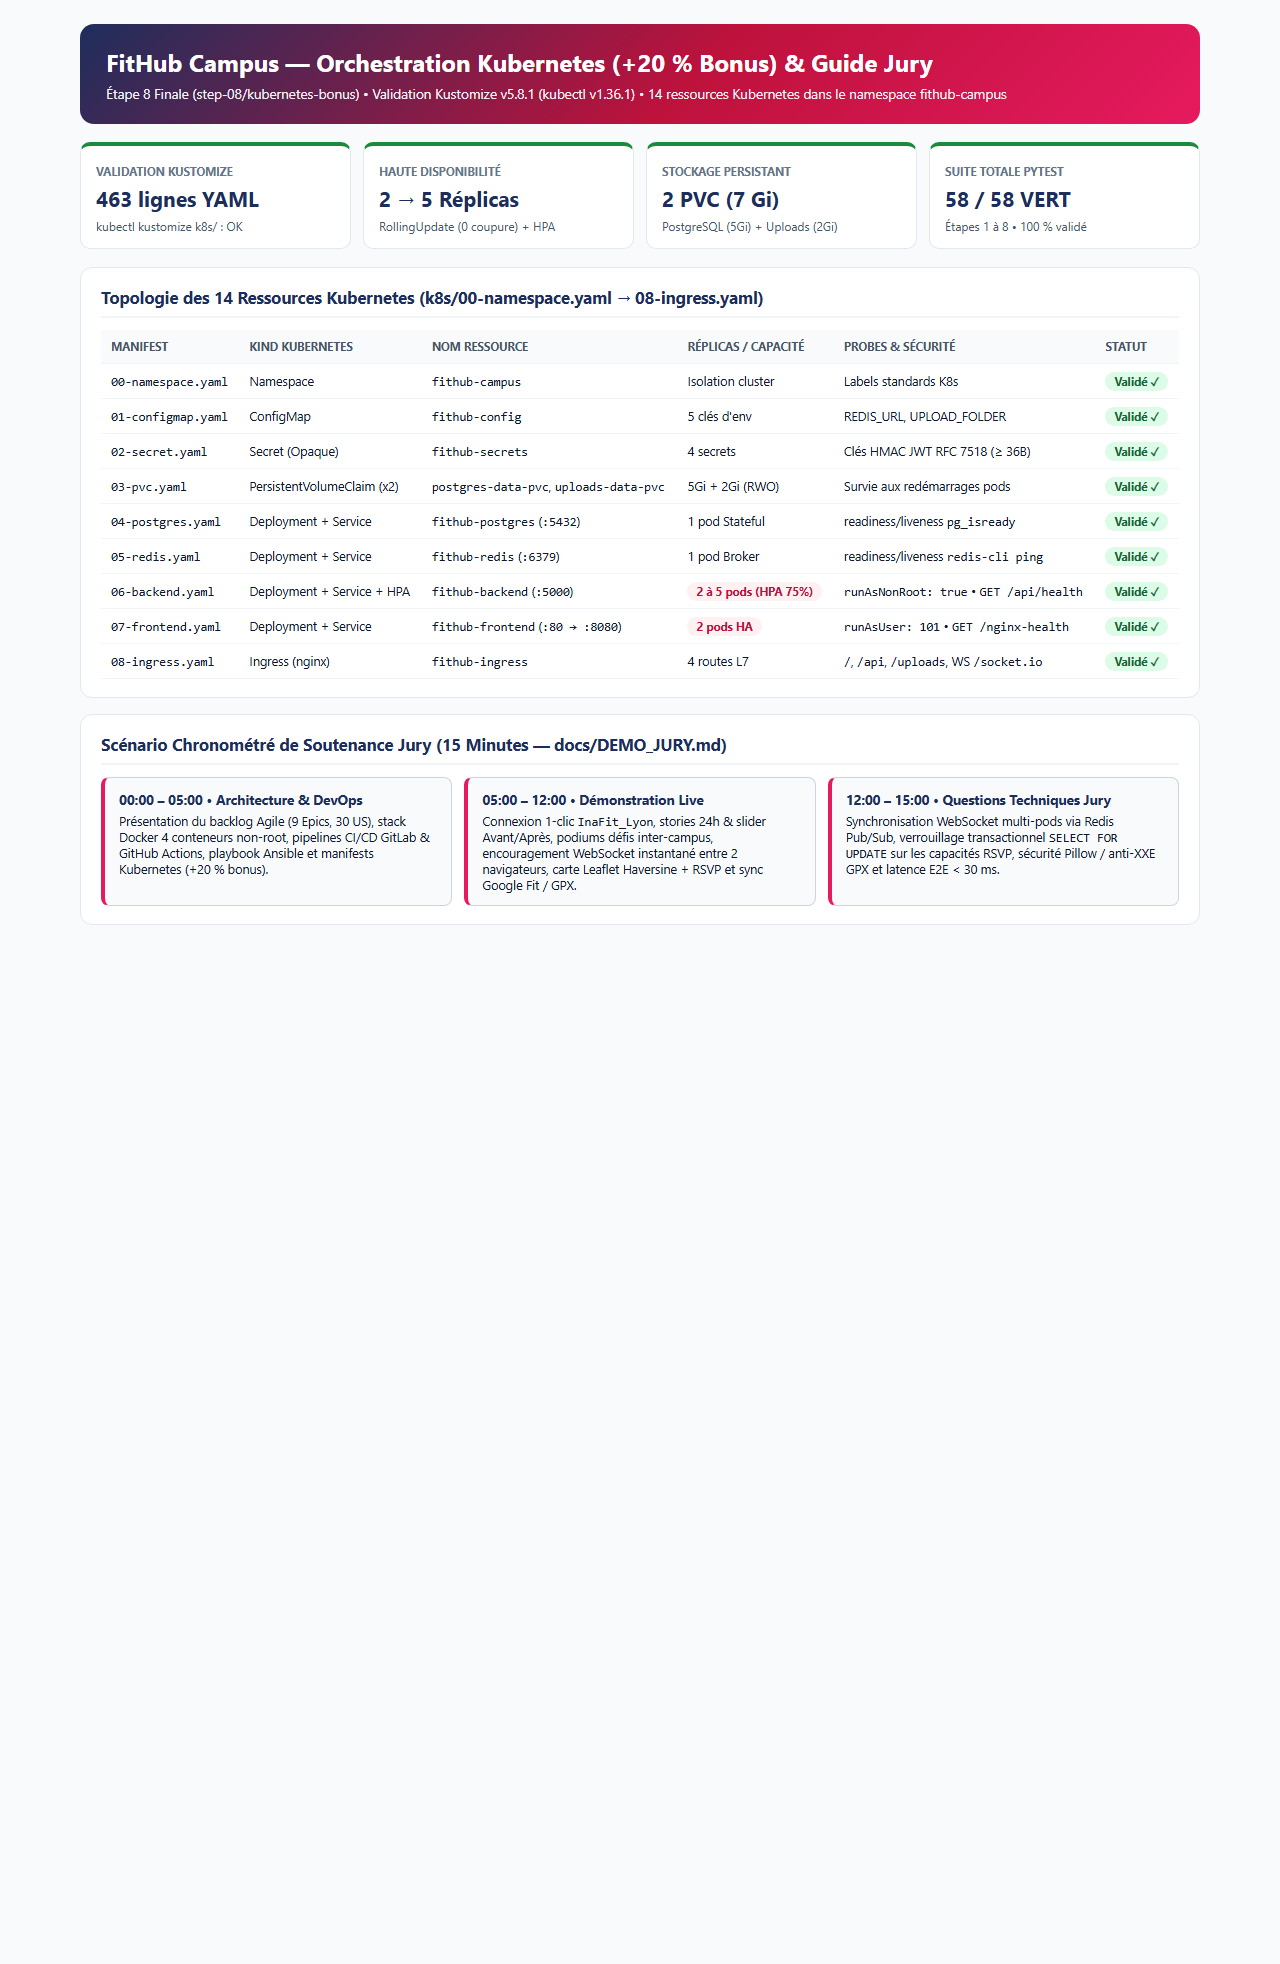 FitHub Campus — Orchestration Kubernetes (+20 % Bonus) & Guide Jury
Étape 8 Finale (step-08/kubernetes-bonus) • Validation Kustomize v5.8.1 (kubectl v1.36.1) • 14 ressources Kubernetes dans le namespace fithub-campus
VALIDATION KUSTOMIZE
463 lignes YAML
kubectl kustomize k8s/ : OK
HAUTE DISPONIBILITÉ
2 → 5 Réplicas
RollingUpdate (0 coupure) + HPA
STOCKAGE PERSISTANT
2 PVC (7 Gi)
PostgreSQL (5Gi) + Uploads (2Gi)
SUITE TOTALE PYTEST
58 / 58 VERT
Étapes 1 à 8 • 100 % validé
Topologie des 14 Ressources Kubernetes (k8s/00-namespace.yaml → 08-ingress.yaml)
MANIFEST KIND KUBERNETES NOM RESSOURCE RÉPLICAS / CAPACITÉ PROBES & SÉCURITÉ STATUT
00-namespace.yaml Namespace fithub-campus Isolation cluster Labels standards K8s Validé ✓
01-configmap.yaml ConfigMap fithub-config 5 clés d'env REDIS_URL, UPLOAD_FOLDER Validé ✓
02-secret.yaml Secret (Opaque) fithub-secrets 4 secrets Clés HMAC JWT RFC 7518 (≥ 36B) Validé ✓
03-pvc.yaml PersistentVolumeClaim (x2) postgres-data-pvc, uploads-data-pvc 5Gi + 2Gi (RWO) Survie aux redémarrages pods Validé ✓
04-postgres.yaml Deployment + Service fithub-postgres (:5432) 1 pod Stateful readiness/liveness pg_isready Validé ✓
05-redis.yaml Deployment + Service fithub-redis (:6379) 1 pod Broker readiness/liveness redis-cli ping Validé ✓
06-backend.yaml Deployment + Service + HPA fithub-backend (:5000) 2 à 5 pods (HPA 75%) runAsNonRoot: true • GET /api/health Validé ✓
07-frontend.yaml Deployment + Service fithub-frontend (:80 → :8080) 2 pods HA runAsUser: 101 • GET /nginx-health Validé ✓
08-ingress.yaml Ingress (nginx) fithub-ingress 4 routes L7 /, /api, /uploads, WS /socket.io Validé ✓
Scénario Chronométré de Soutenance Jury (15 Minutes — docs/DEMO_JURY.md)
00:00 – 05:00 • Architecture & DevOps
Présentation du backlog Agile (9 Epics, 30 US), stack
Docker 4 conteneurs non-root, pipelines CI/CD GitLab &
GitHub Actions, playbook Ansible et manifests
Kubernetes (+20 % bonus).
05:00 – 12:00 • Démonstration Live
Connexion 1-clic InaFit_Lyon, stories 24h & slider
Avant/Après, podiums défis inter-campus,
encouragement WebSocket instantané entre 2
navigateurs, carte Leaflet Haversine + RSVP et sync
Google Fit / GPX.
12:00 – 15:00 • Questions Techniques Jury
Synchronisation WebSocket multi-pods via Redis
Pub/Sub, verrouillage transactionnel SELECT FOR
UPDATE sur les capacités RSVP, sécurité Pillow / anti-XXE
GPX et latence E2E < 30 ms.